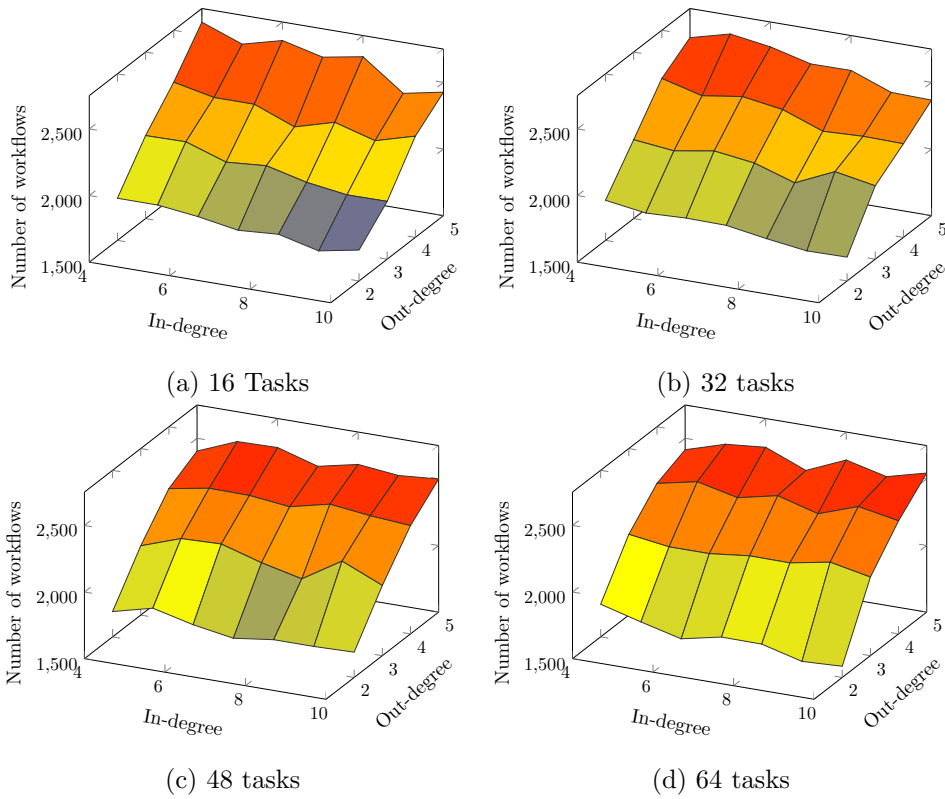 Number of workflows
2,500
2,000
1,500
4
6
8
10
In-degree
2
3
4
5
Out-degree
(a) 16 Tasks
Number of workflows
2,500
2,000
1,500
4
6
8
10
In-degree
2
3
4
5
Out-degree
(b) 32 tasks
Number of workflows
2,500
2,000
1,500
4
6
8
10
In-degree
2
3
4
5
Out-degree
(c) 48 tasks
Number of workflows
2,500
2,000
1,500
4
6
8
10
In-degree
2
3
4
5
Out-degree
(d) 64 tasks